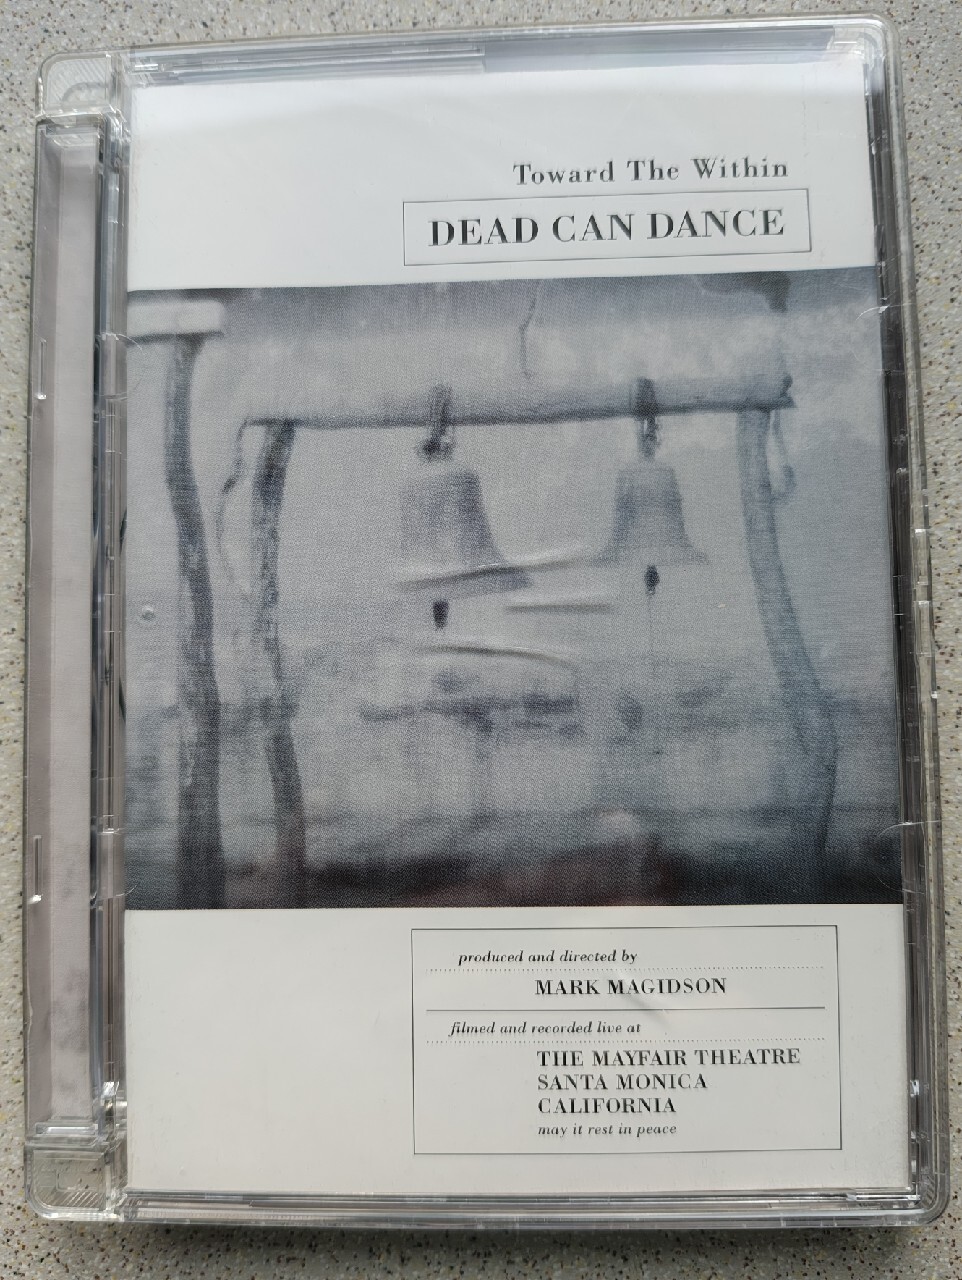 Toward The Within
DEAD CAN DANCE
produced and directed by
MARK MAGIDSON
filmed and recorded live at
THE MAYFAIR THEATRE
SANTA MONICA
CALIFORNIA
may it rest in peace